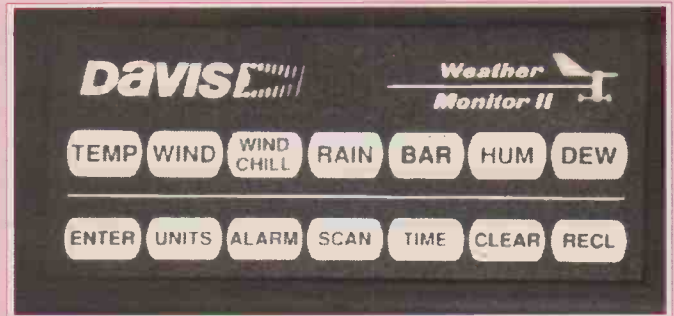 DAVIS
Weather
Monitor II
TEMP WIND WIND CHILL RAIN BAR HUM DEW
ENTER UNITS ALARM SCAN TIME CLEAR RECL